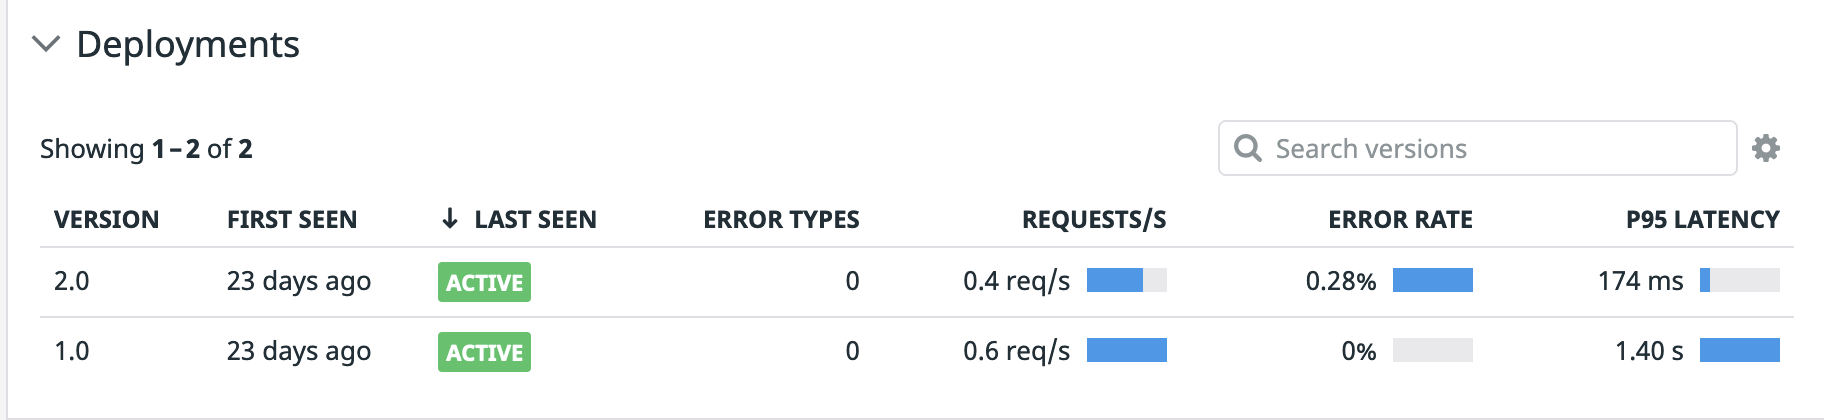 Deployments
Showing 1–2 of 2
Search versions
VERSION FIRST SEEN ↓ LAST SEEN ERROR TYPES REQUESTS/S ERROR RATE P95 LATENCY
2.0 23 days ago ACTIVE 0 0.4 req/s 0.28% 174 ms
1.0 23 days ago ACTIVE 0 0.6 req/s 0% 1.40 s